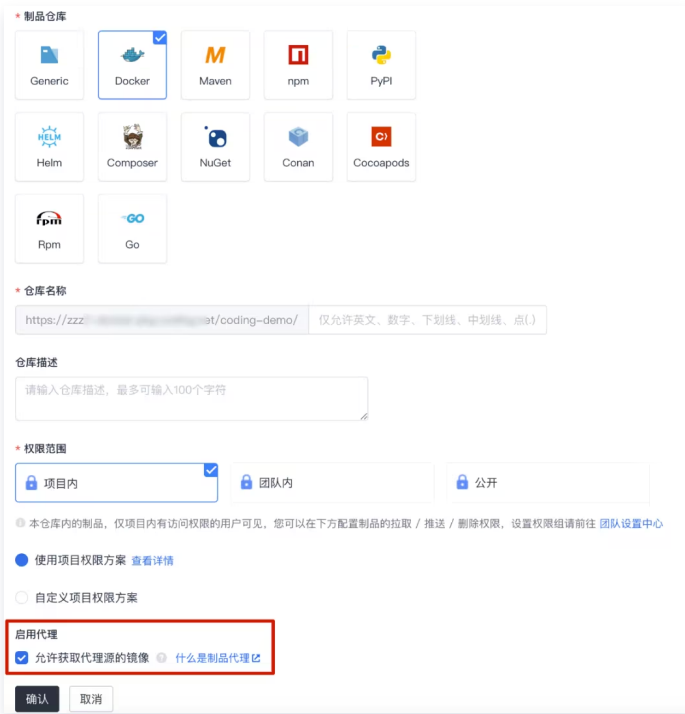 * 制品仓库
Generic
Docker
Maven
npm
PyPI
HELM
Helm
Composer
NuGet
Conan
Cocoapods
rpm
GO
Rpm
Go
* 仓库名称
https://zzz et/coding-demo/ 仅允许英文、数字、下划线、中划线、点(.)
仓库描述
请输入仓库描述，最多可输入100个字符
* 权限范围
项目内
团队内
公开
本仓库内的制品，仅项目内有访问权限的用户可见，您可以在下方配置制品的拉取 / 推送 / 删除权限，设置权限组请前往 团队设置中心
使用项目权限方案 查看详情
自定义项目权限方案
启用代理
允许获取代理源的镜像 ? 什么是制品代理
确认 取消